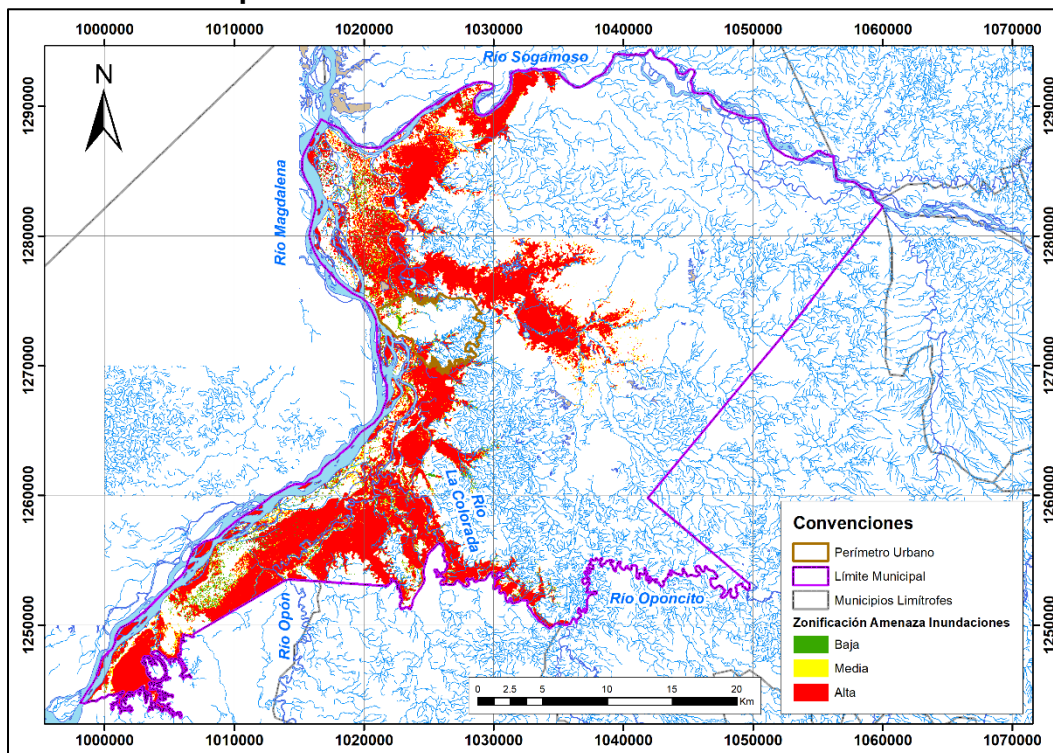 1000000 1010000 1020000 1030000 1040000 1050000 1060000 1070000
Río Sogamoso
N
1290000 1290000
Río Magdalena
1280000 1280000
1270000 1270000
Río
La Colorada
1260000 1260000
Convenciones
Perímetro Urbano
Límite Municipal
Municipios Limítrofes
Zonificación Amenaza Inundaciones
Baja
Media
Alta
Río Oponcito
Río Opón
1250000 1250000
0 2.5 5 10 15 20
Km
1000000 1010000 1020000 1030000 1040000 1050000 1060000 1070000